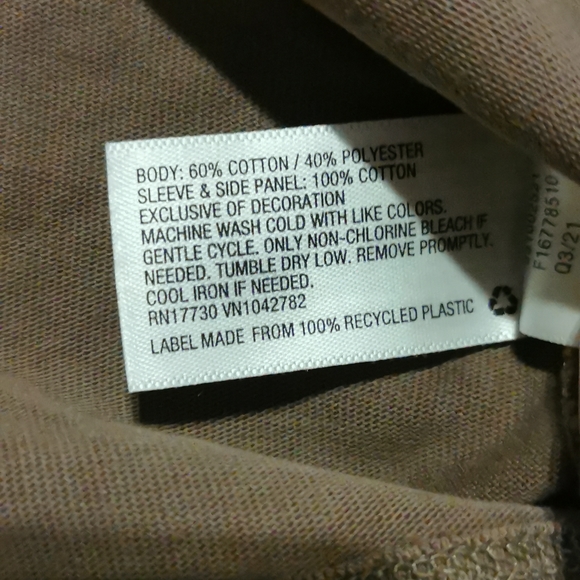 BODY: 60% COTTON / 40% POLYESTER
SLEEVE & SIDE PANEL: 100% COTTON
EXCLUSIVE OF DECORATION
MACHINE WASH COLD WITH LIKE COLORS.
GENTLE CYCLE. ONLY NON-CHLORINE BLEACH IF
NEEDED. TUMBLE DRY LOW. REMOVE PROMPTLY.
COOL IRON IF NEEDED.
RN17730 VN1042782
LABEL MADE FROM 100% RECYCLED PLASTIC
F16778510
Q3/21